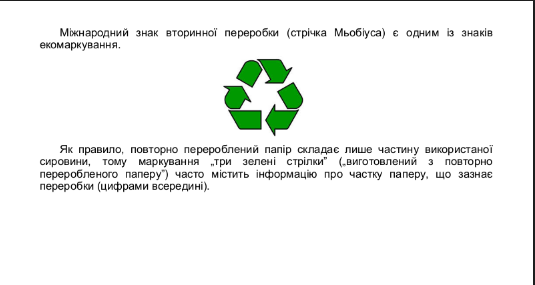 Міжнародний знак вторинної переробки (стрічка Мьобіуса) є одним із знаків
екомаркування.
Як правило, повторно перероблений папір складає лише частину використаної
сировини, тому маркування „три зелені стрілки” („виготовлений з повторно
переробленого паперу”) часто містить інформацію про частку паперу, що зазнає
переробки (цифрами всередині).